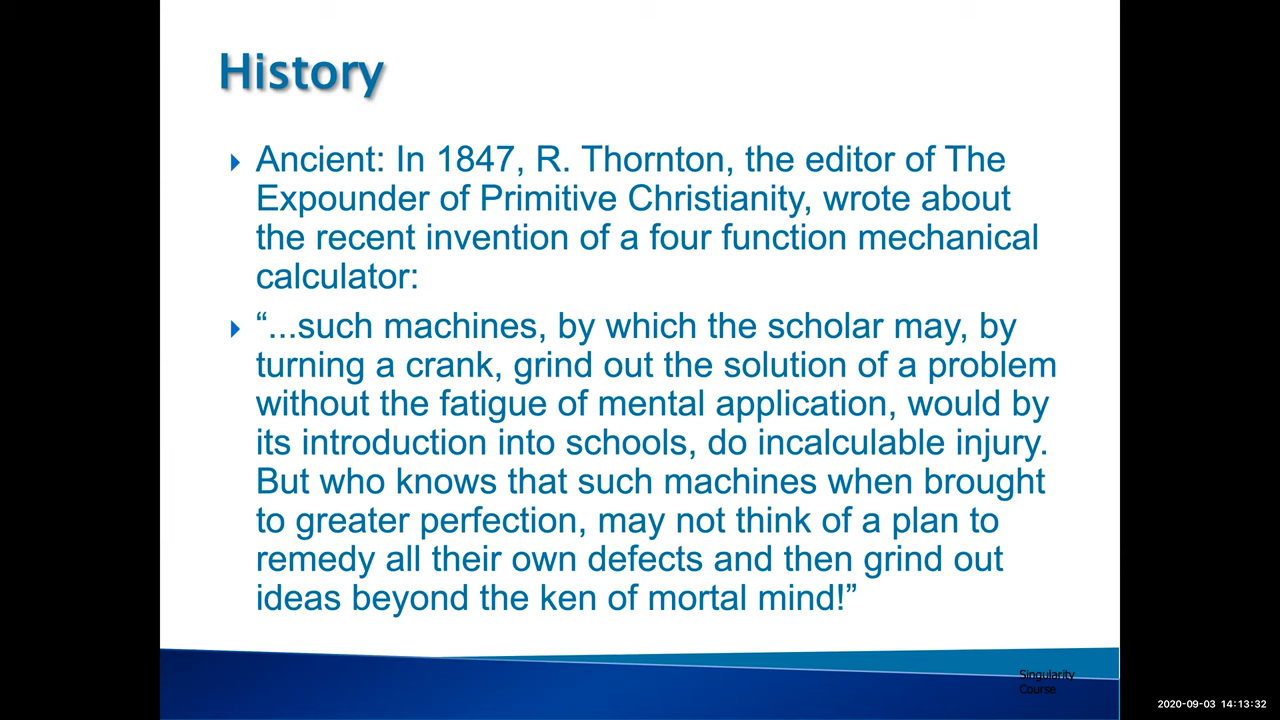 History
Ancient: In 1847, R. Thornton, the editor of The
Expounder of Primitive Christianity, wrote about
the recent invention of a four function mechanical
calculator:
“...such machines, by which the scholar may, by
turning a crank, grind out the solution of a problem
without the fatigue of mental application, would by
its introduction into schools, do incalculable injury.
But who knows that such machines when brought
to greater perfection, may not think of a plan to
remedy all their own defects and then grind out
ideas beyond the ken of mortal mind!”
Singularity
Course
2020-09-03 14:13:32